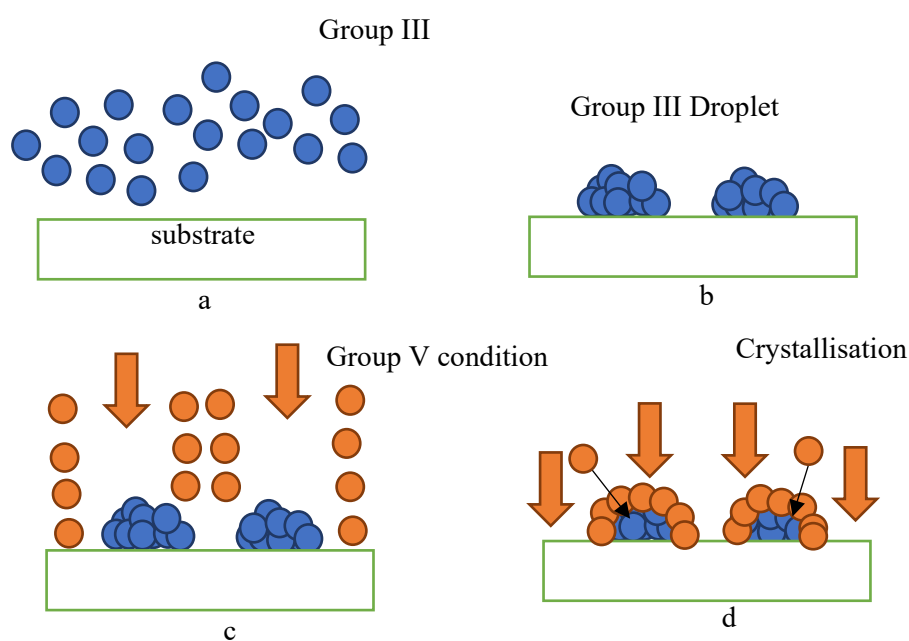 Group III
substrate
a
Group III Droplet
b
Group V condition
c
Crystallisation
d